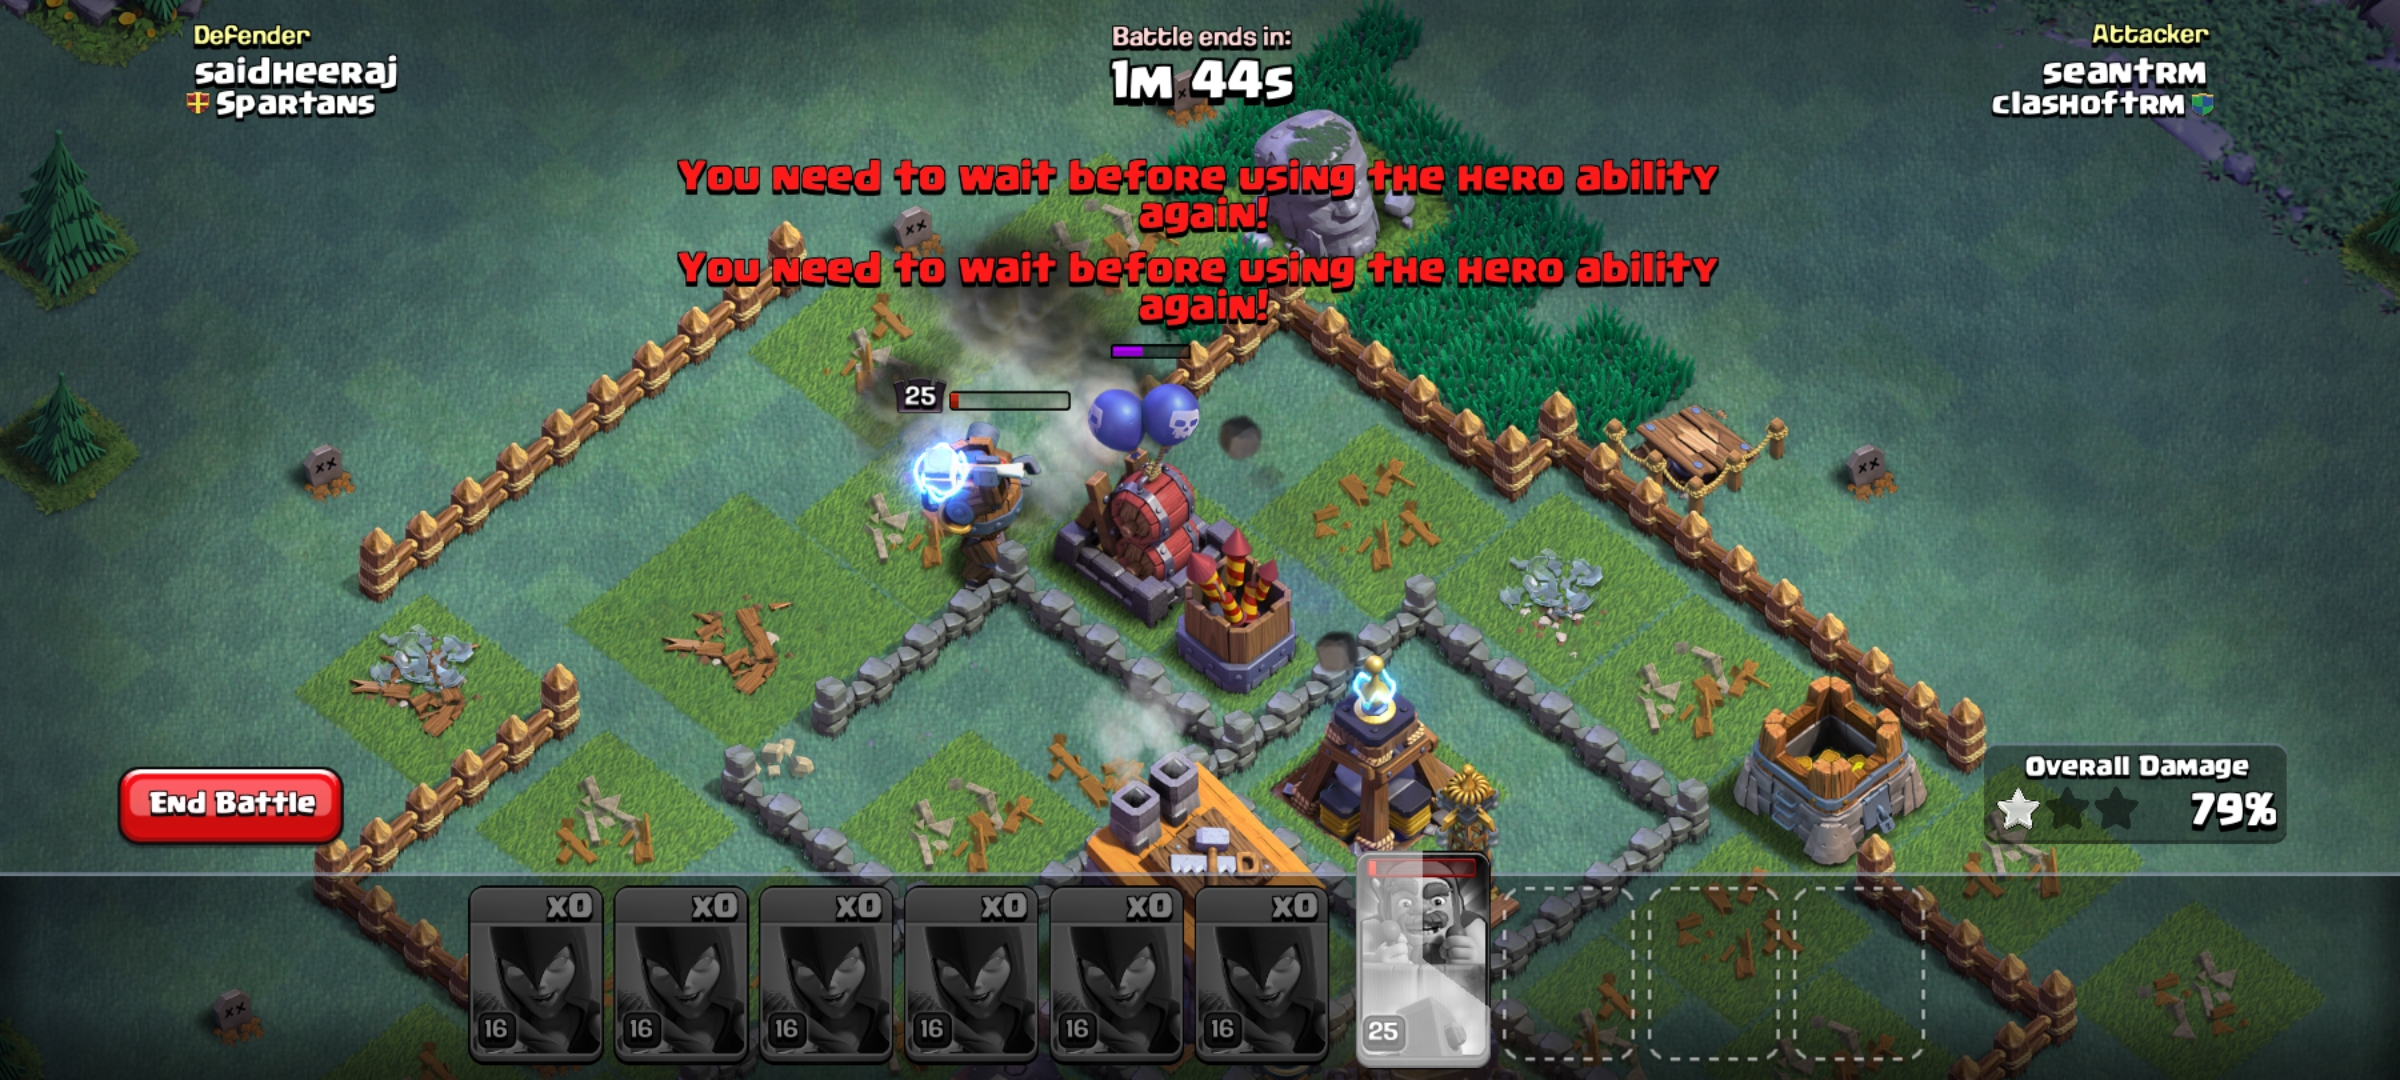 Defender
saidheeraj
Spartans
Battle ends in:
1M 44s
Attacker
seantrm
clashoftrm
You need to wait before using the hero ability
again!
You need to wait before using the hero ability
again!
25
End Battle
Overall Damage
79%
x0 x0 x0 x0 x0 x0
16 16 16 16 16 16 25